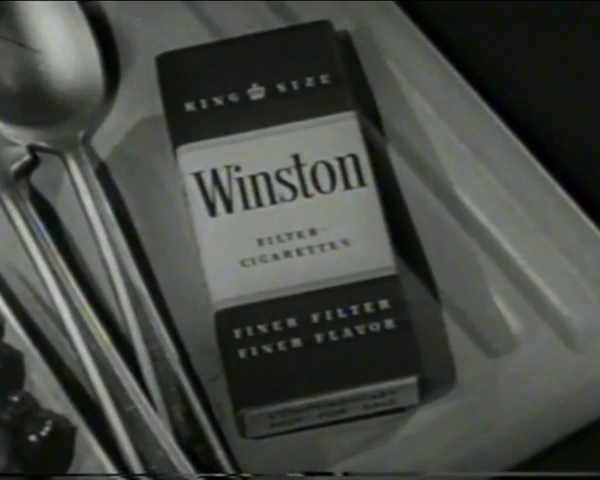 KING SIZE
Winston
FILTER-
CIGARETTES
FINER FILTER
FINER FLAVOR